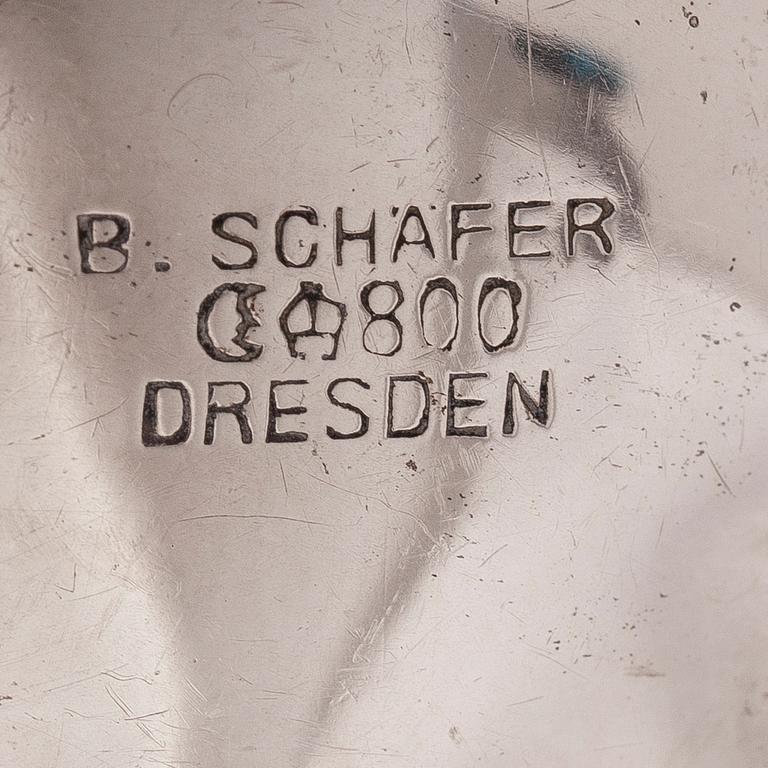 B. SCHÄFER
800
DRESDEN